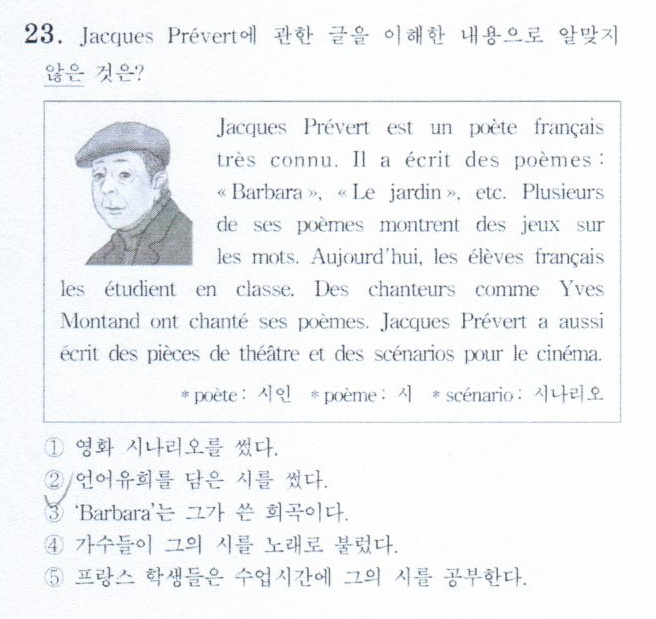 23. Jacques Prévert에 관한 글을 이해한 내용으로 알맞지
않은 것은?
Jacques Prévert est un poète français
très connu. Il a écrit des poèmes :
« Barbara », « Le jardin », etc. Plusieurs
de ses poèmes montrent des jeux sur
les mots. Aujourd'hui, les élèves français
les étudient en classe. Des chanteurs comme Yves
Montand ont chanté ses poèmes. Jacques Prévert a aussi
écrit des pièces de théâtre et des scénarios pour le cinéma.
* poète : 시인 * poème : 시 * scénario : 시나리오
① 영화 시나리오를 썼다.
② 언어유희를 담은 시를 썼다.
③ ‘Barbara’는 그가 쓴 희곡이다.
④ 가수들이 그의 시를 노래로 불렀다.
⑤ 프랑스 학생들은 수업시간에 그의 시를 공부한다.